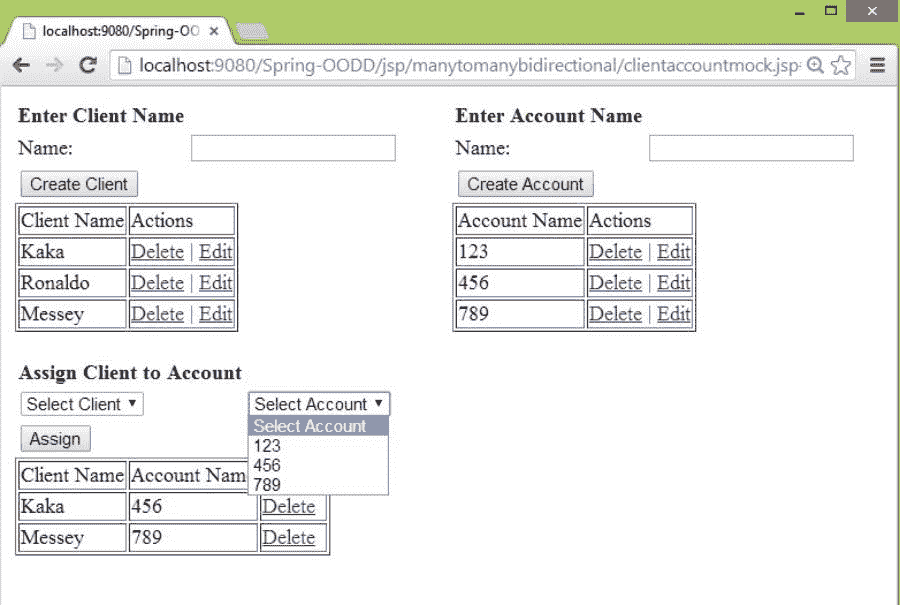 localhost:9080/Spring-OO
localhost:9080/Spring-OODD/jsp/manytomanybidirectional/clientaccountmock.jsp
Enter Client Name
Name:
Create Client
Client Name Actions
Kaka Delete | Edit
Ronaldo Delete | Edit
Messey Delete | Edit
Enter Account Name
Name:
Create Account
Account Name Actions
123 Delete | Edit
456 Delete | Edit
789 Delete | Edit
Assign Client to Account
Select Client Select Account
Select Account
123
456
789
Assign
Client Name Account Nam
Kaka 456 Delete
Messey 789 Delete